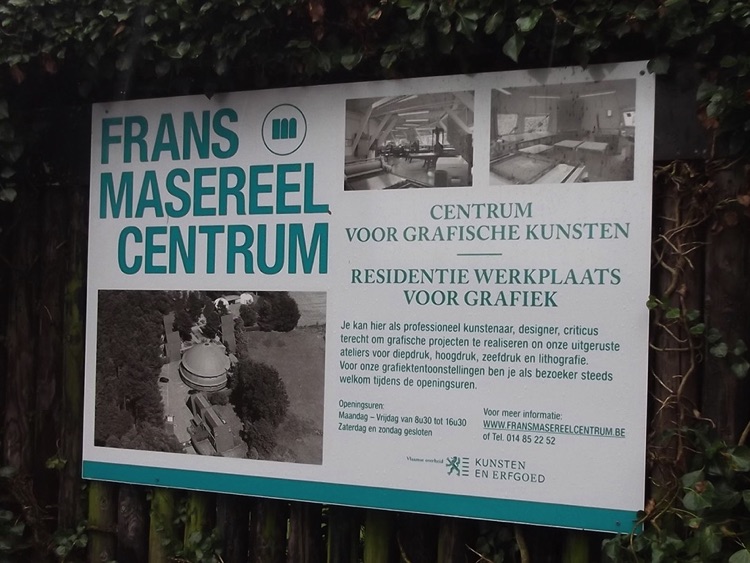 FRANS
MASEREEL
CENTRUM
m
CENTRUM
VOOR GRAFISCHE KUNSTEN
RESIDENTIE WERKPLAATS
VOOR GRAFIEK
Je kan hier als professioneel kunstenaar, designer, criticus
terecht om grafische projecten te realiseren op onze uitgeruste
ateliers voor diepdruk, hoogdruk, zeefdruk en lithografie.
Voor onze grafiektentoonstellingen ben je als bezoeker steeds
welkom tijdens de openingsuren.
Openingsuren:
Maandag – Vrijdag van 8u30 tot 16u30
Zaterdag en zondag gesloten
Voor meer informatie:
WWW.FRANSMASEREELCENTRUM.BE
of Tel. 014 85 22 52
Vlaamse overheid
KUNSTEN
EN ERFGOED